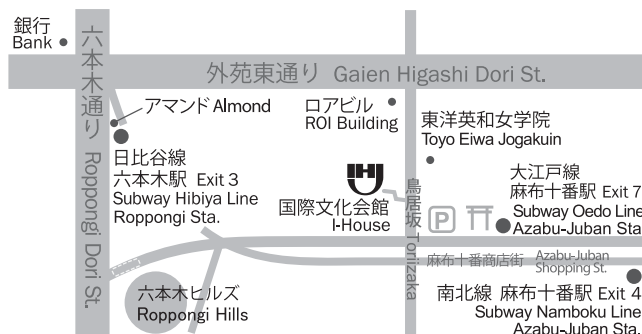 銀行
Bank
六本木通り Roppongi Dori St.
外苑東通り Gaien Higashi Dori St.
アマンド Almond
ロアビル
ROI Building
東洋英和女学院
Toyo Eiwa Jogakuin
日比谷線
六本木駅 Exit 3
Subway Hibiya Line
Roppongi Sta.
IHJ
国際文化会館
I-House
鳥居坂 Toriizaka
P
大江戸線
麻布十番駅 Exit 7
Subway Oedo Line
Azabu-Juban Sta.
麻布十番商店街
Azabu-Juban
Shopping St.
六本木ヒルズ
Roppongi Hills
南北線 麻布十番駅 Exit 4
Subway Namboku Line
Azabu-Juban Sta.